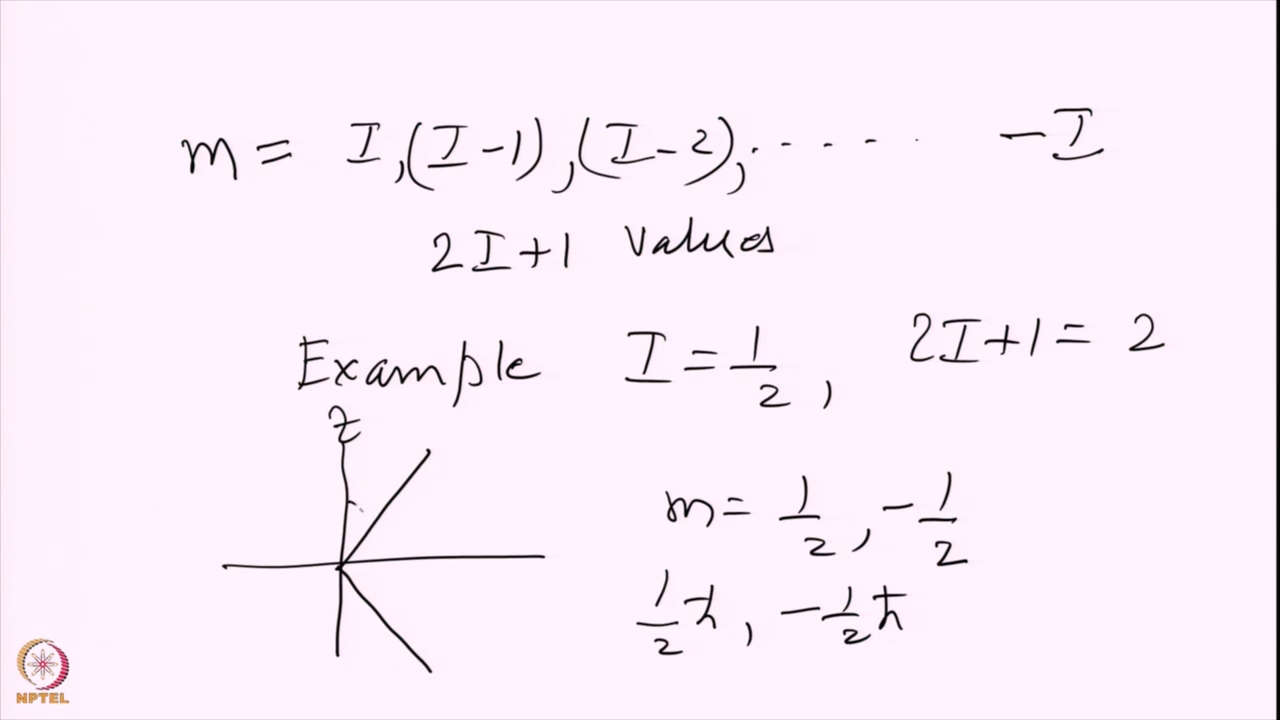 m = I, (I-1), (I-2), ..... -I
2I+1 values
Example I = 1/2, 2I+1 = 2
z
m = 1/2, -1/2
1/2 ħ, -1/2 ħ
NPTEL